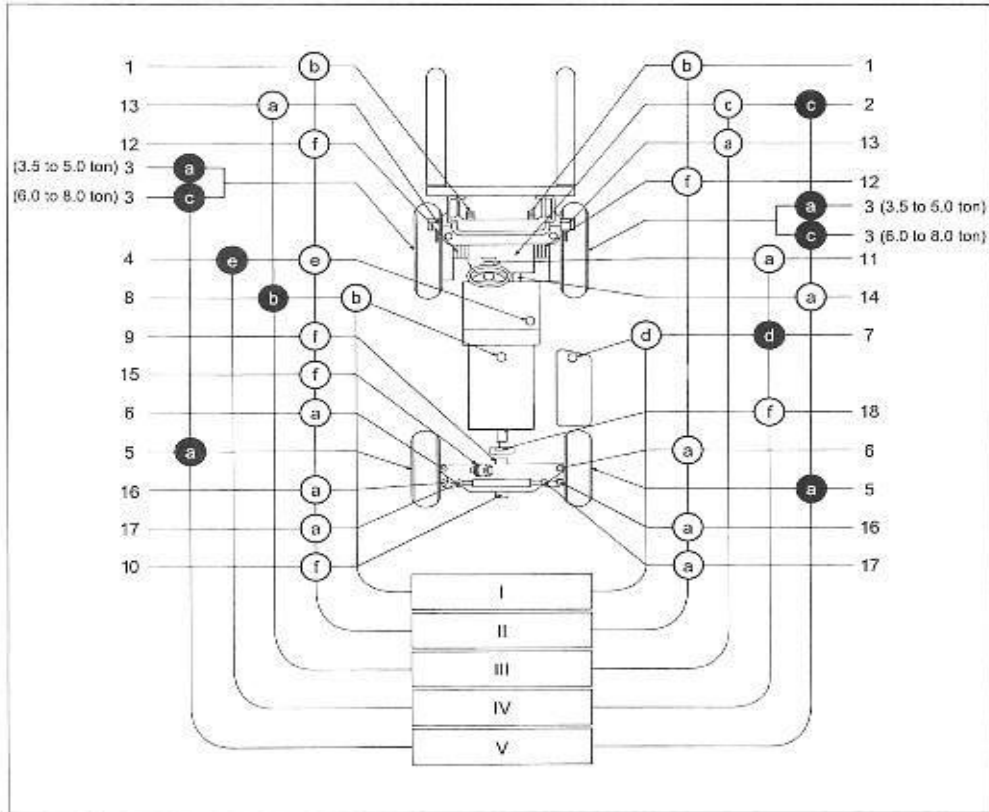 1 b b 1
13 a c c 2
12 f a 13
(3.5 to 5.0 ton) 3 a f 12
(6.0 to 8.0 ton) 3 c a 3 (3.5 to 5.0 ton)
c 3 (6.0 to 8.0 ton)
4 e e a 11
8 b b a 14
9 f d d 7
15 f
6 a f 18
5 a a 6
16 a a 5
17 a a 16
10 f a 17
I
II
III
IV
V